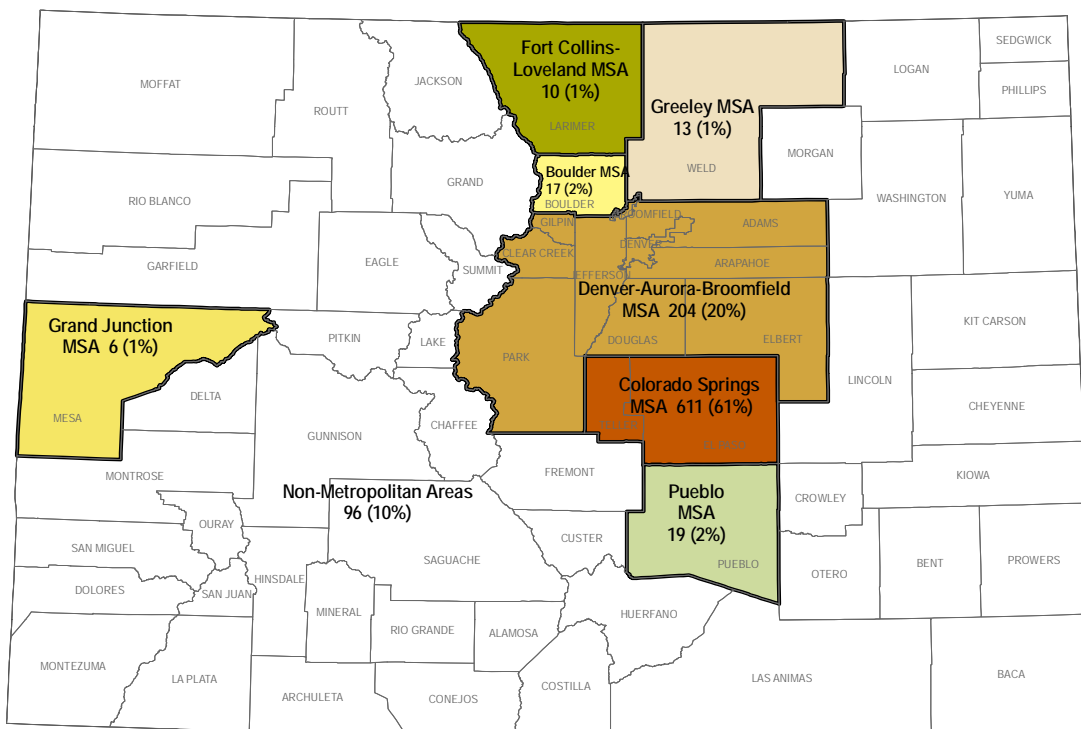 SEDGWICK
Fort Collins-
Loveland MSA
10 (1%)
LOGAN
MOFFAT
JACKSON
PHILLIPS
ROUTT
Greeley MSA
13 (1%)
LARIMER
MORGAN
Boulder MSA
17 (2%)
BOULDER
WELD
GRAND
WASHINGTON
YUMA
RIO BLANCO
GILPIN
BROOMFIELD
ADAMS
DENVER
CLEAR CREEK
EAGLE
GARFIELD
SUMMIT
JEFFERSON
ARAPAHOE
Denver-Aurora-Broomfield
MSA 204 (20%)
KIT CARSON
Grand Junction
MSA 6 (1%)
PITKIN
LAKE
PARK
DOUGLAS
ELBERT
LINCOLN
Colorado Springs
MSA 611 (61%)
DELTA
CHEYENNE
MESA
CHAFFEE
TELLER
EL PASO
GUNNISON
MONTROSE
FREMONT
KIOWA
Non-Metropolitan Areas
96 (10%)
Pueblo
MSA
19 (2%)
CROWLEY
OURAY
CUSTER
SAN MIGUEL
SAGUACHE
PUEBLO
BENT
PROWERS
OTERO
HINSDALE
DOLORES
SAN JUAN
MINERAL
HUERFANO
RIO GRANDE
ALAMOSA
MONTEZUMA
LA PLATA
LAS ANIMAS
BACA
COSTILLA
ARCHULETA
CONEJOS